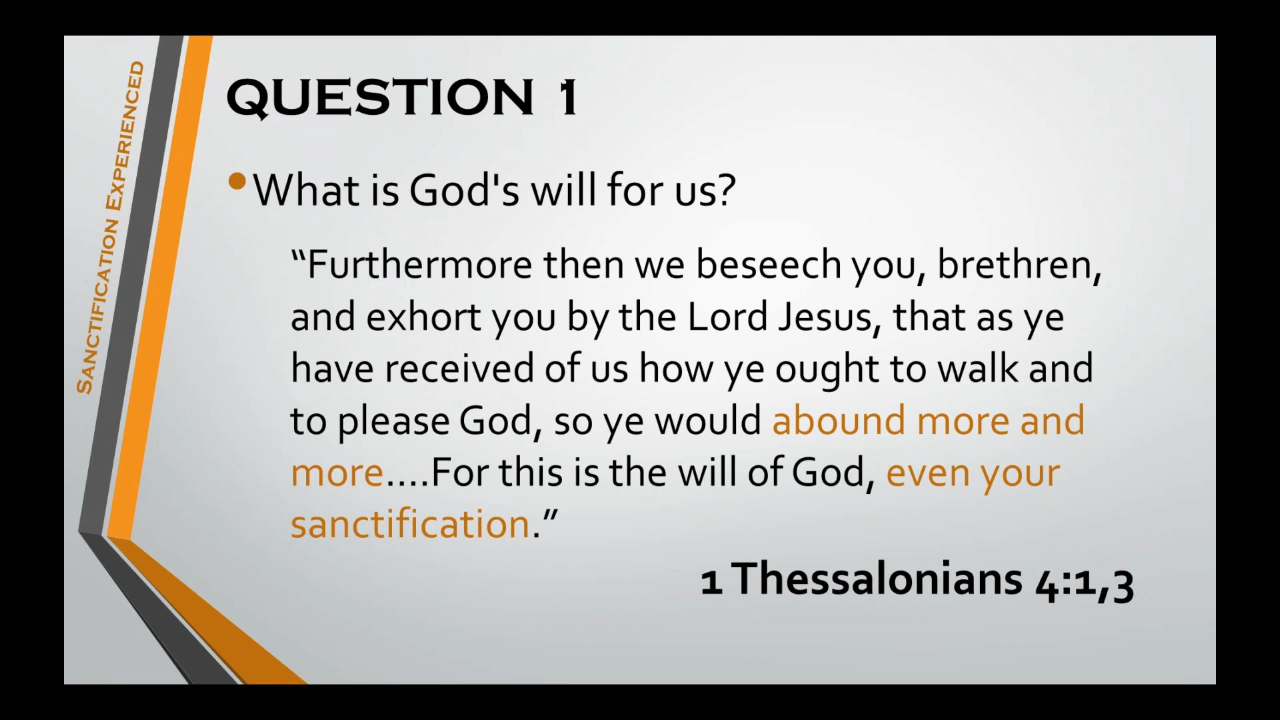 Sanctification Experienced
QUESTION 1
•What is God's will for us?
“Furthermore then we beseech you, brethren,
and exhort you by the Lord Jesus, that as ye
have received of us how ye ought to walk and
to please God, so ye would abound more and
more....For this is the will of God, even your
sanctification.”
1 Thessalonians 4:1,3